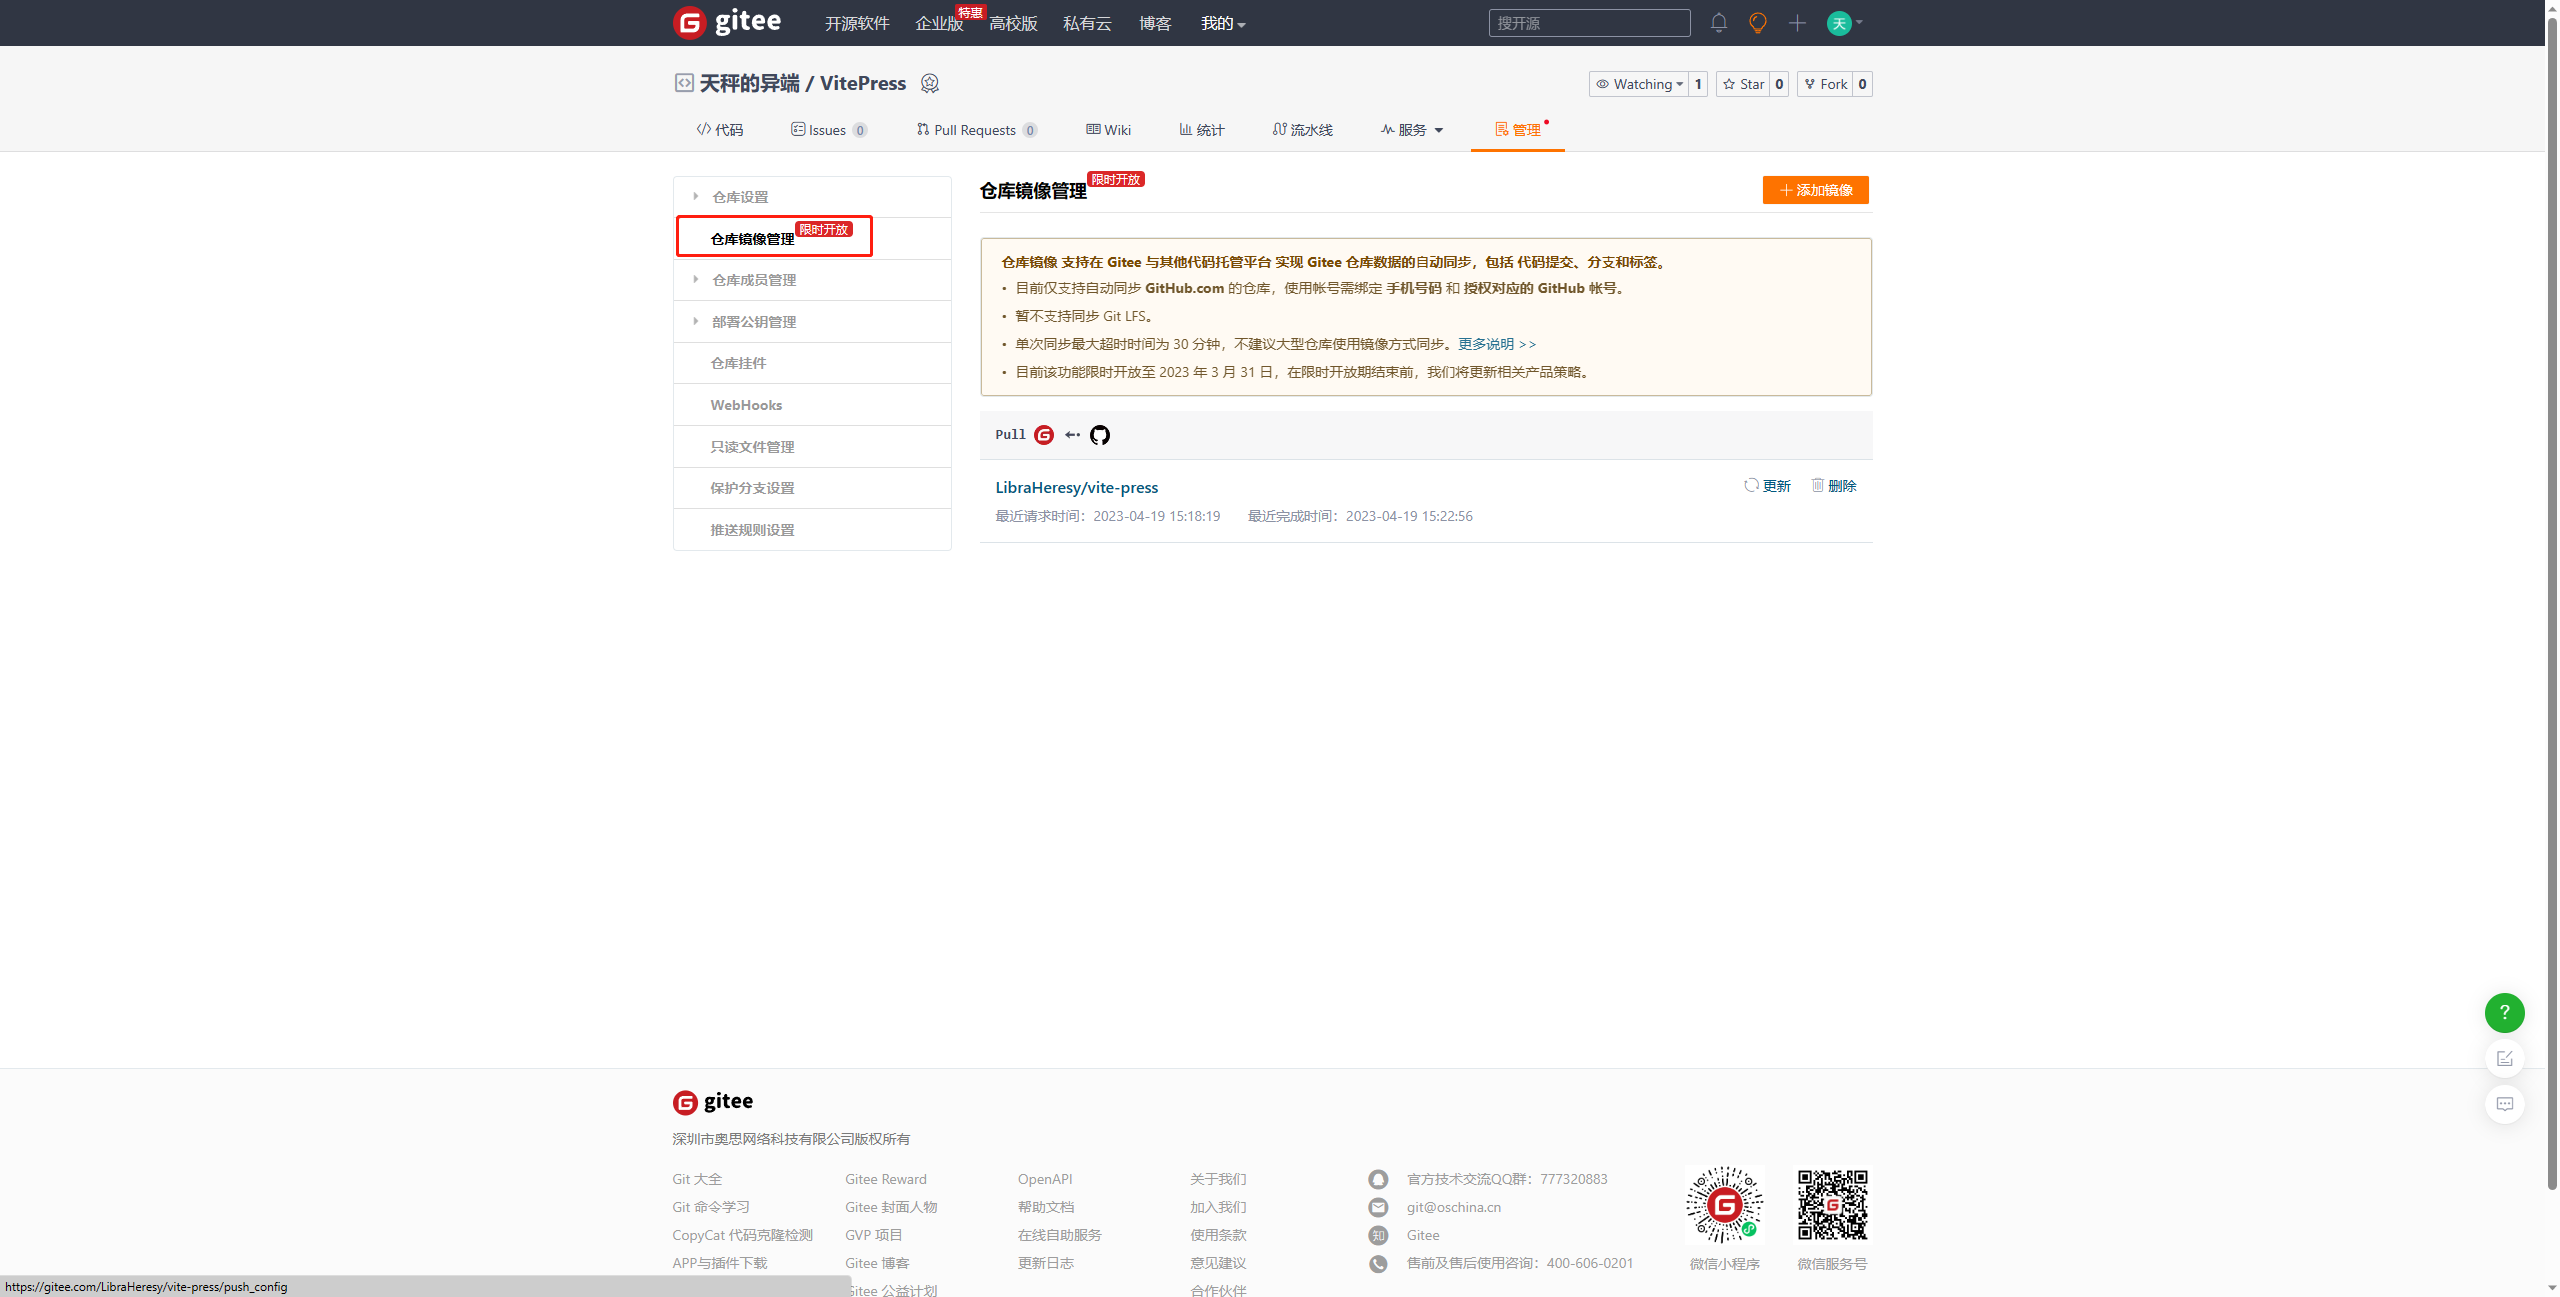 gitee 开源软件 企业版 特惠 高校版 私有云 博客 我的 搜开源 天
天秤的异端 / VitePress Watching 1 Star 0 Fork 0
代码 Issues 0 Pull Requests 0 Wiki 统计 流水线 服务 管理
仓库设置
仓库镜像管理 限时开放
仓库成员管理
部署公钥管理
仓库挂件
WebHooks
只读文件管理
保护分支设置
推送规则设置
仓库镜像管理 限时开放 添加镜像
仓库镜像 支持在 Gitee 与其他代码托管平台 实现 Gitee 仓库数据的自动同步，包括 代码提交、分支和标签。
• 目前仅支持自动同步 GitHub.com 的仓库，使用帐号需绑定 手机号码 和 授权对应的 GitHub 帐号。
• 暂不支持同步 Git LFS。
• 单次同步最大超时时间为 30 分钟，不建议大型仓库使用镜像方式同步。更多说明 >>
• 目前该功能限时开放至 2023 年 3 月 31 日，在限时开放期结束前，我们将更新相关产品策略。
Pull
LibraHeresy/vite-press 更新 删除
最近请求时间：2023-04-19 15:18:19 最近完成时间：2023-04-19 15:22:56
?
gitee
深圳市奥思网络科技有限公司版权所有
Git 大全
Git 命令学习
CopyCat 代码克隆检测
APP与插件下载
Gitee Reward
Gitee 封面人物
GVP 项目
Gitee 博客
Gitee 公益计划
OpenAPI
帮助文档
在线自助服务
更新日志
关于我们
加入我们
使用条款
意见建议
合作伙伴
官方技术交流QQ群：777320883
git@oschina.cn
知 Gitee
售前及售后使用咨询：400-606-0201
微信小程序
微信服务号
https://gitee.com/LibraHeresy/vite-press/push_config